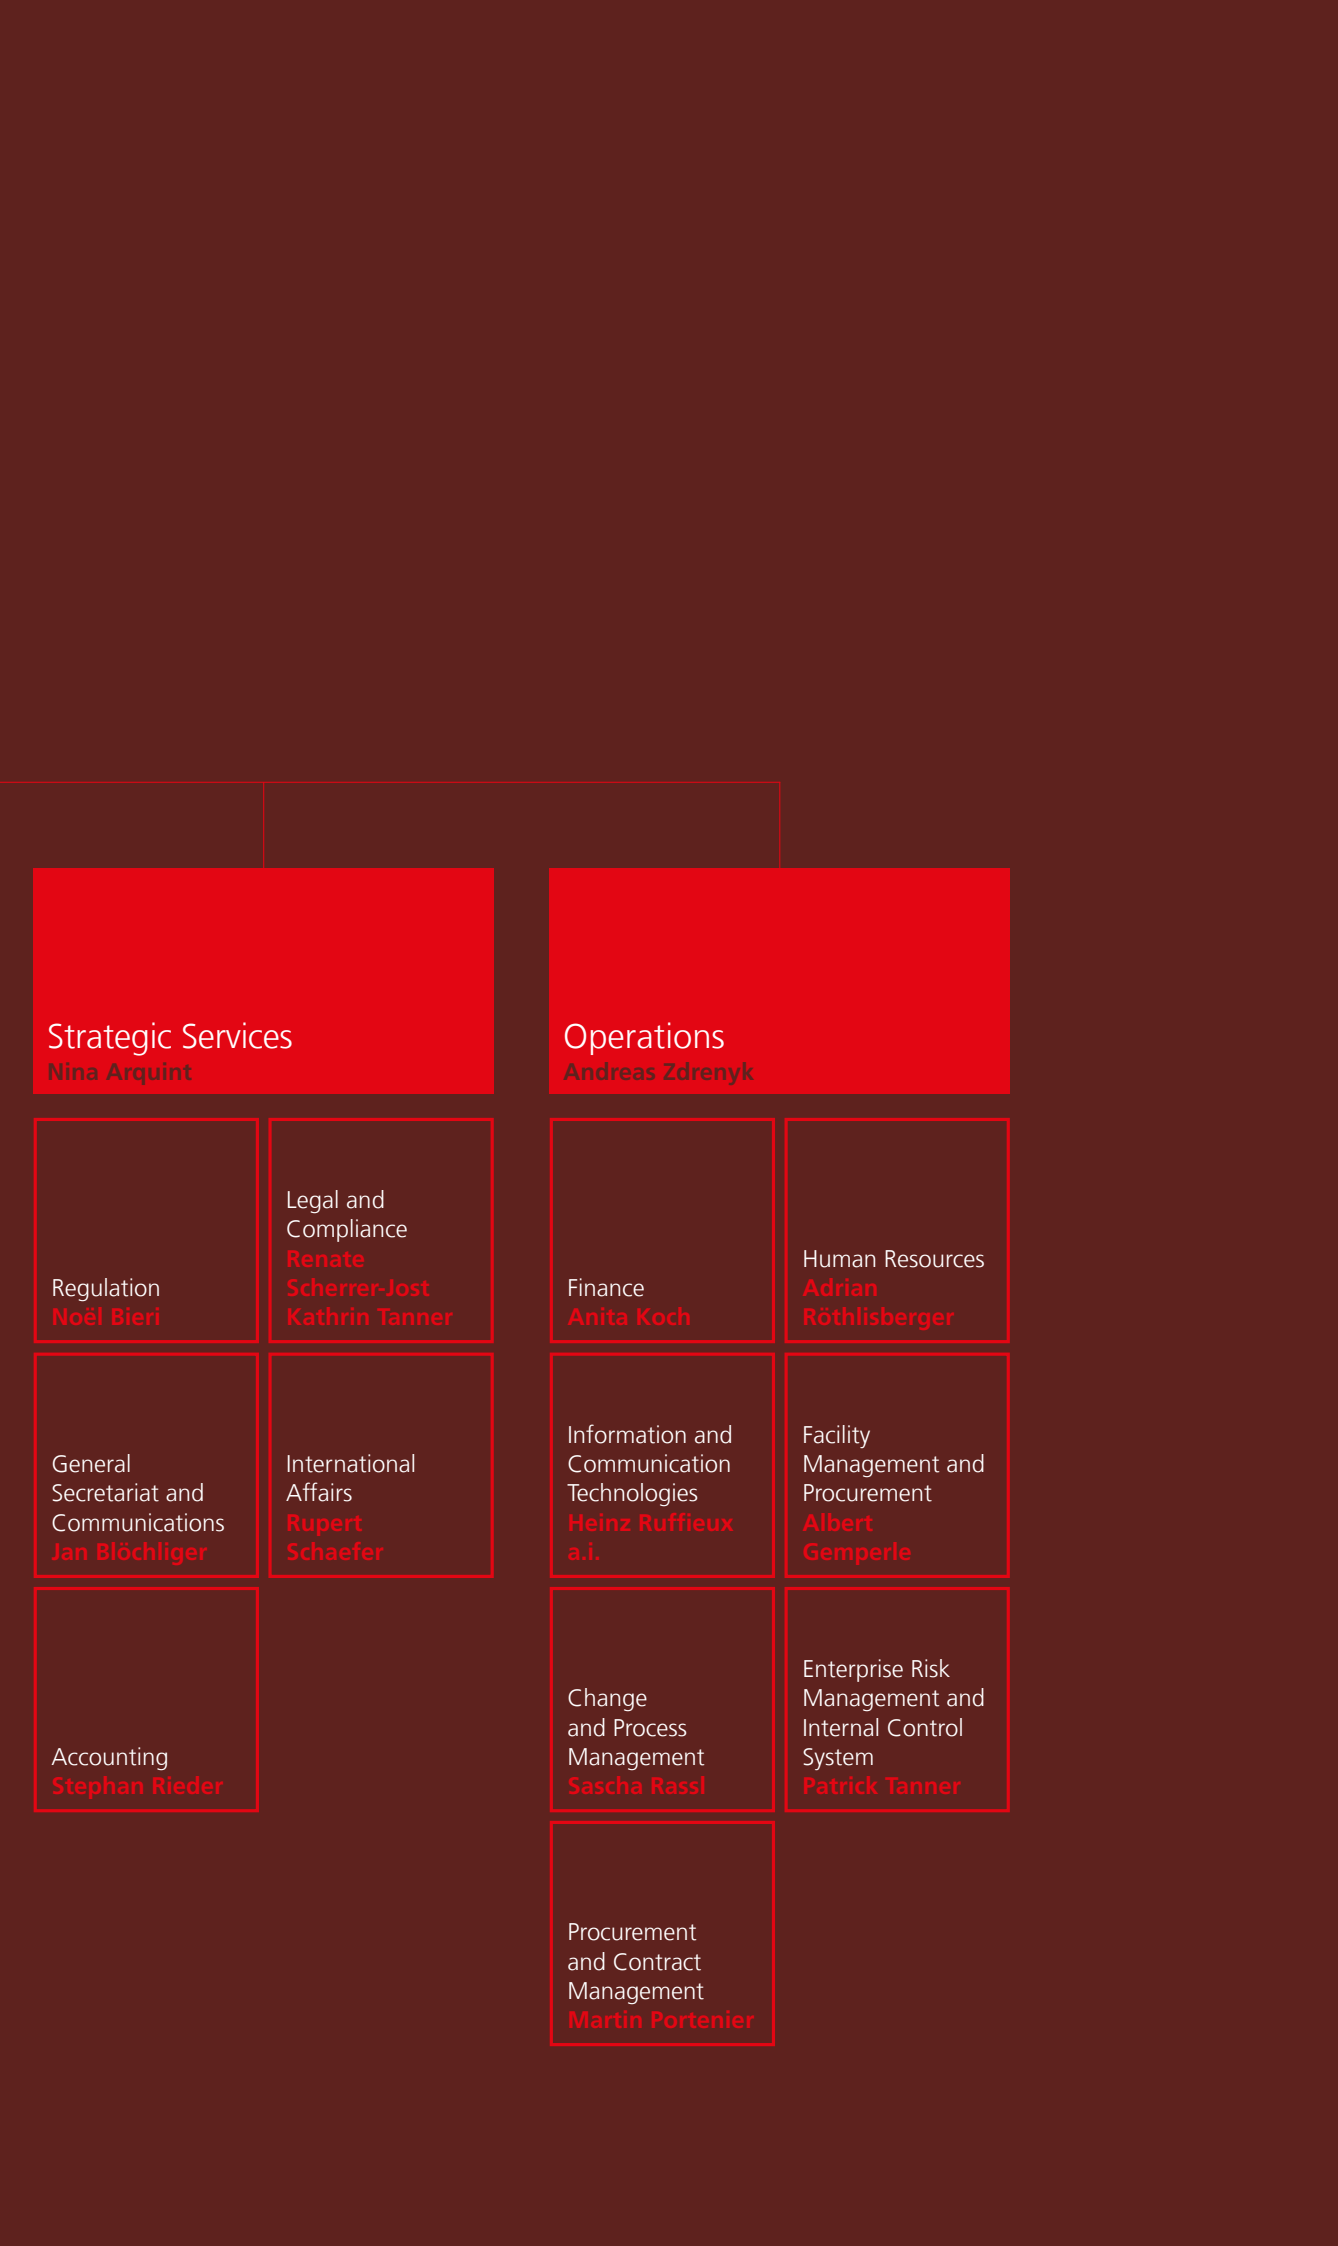 Strategic Services
Nina Arquint
Regulation
Noël Bieri
Legal and
Compliance
Renate
Scherrer-Jost
Kathrin Tanner
General
Secretariat and
Communications
Jan Blöchliger
International
Affairs
Rupert
Schaefer
Accounting
Stephan Rieder
Operations
Andreas Zdrenyk
Finance
Anita Koch
Human Resources
Adrian
Röthlisberger
Information and
Communication
Technologies
Heinz Ruffieux
a.i.
Facility
Management and
Procurement
Albert
Gemperle
Change
and Process
Management
Sascha Rassl
Enterprise Risk
Management and
Internal Control
System
Patrick Tanner
Procurement
and Contract
Management
Martin Portenier